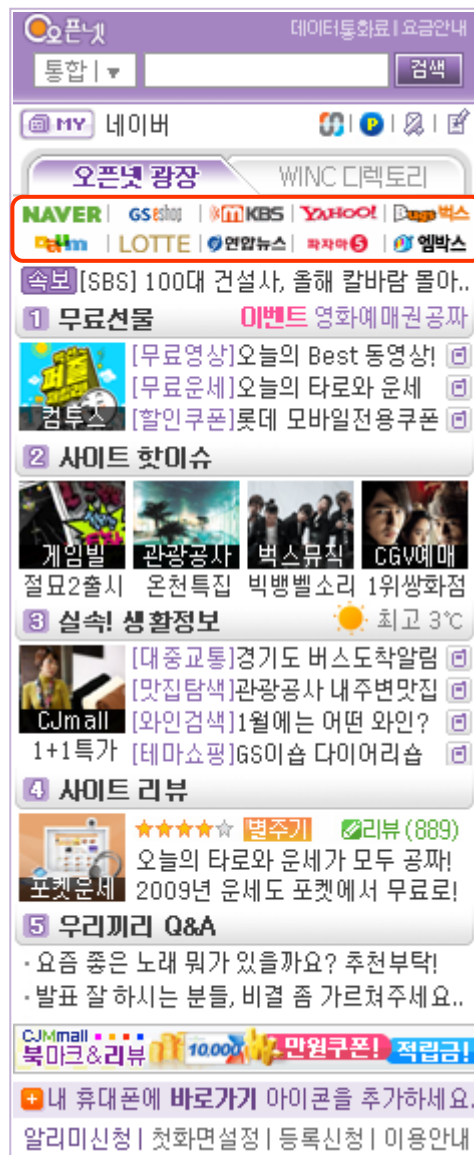 오픈넷 데이터통화료 | 요금안내
통합 | ▼ 검색
MY 네이버
오픈넷 광장 WINC 디렉토리
NAVER | GS eshop | m KBS | YAHOO! | Bugs 벅스
Daum | LOTTE | 연합뉴스 | 파자마5 | 엠박스
속보 [SBS] 100대 건설사, 올해 칼바람 몰아..
1 무료선물 이벤트 영화예매권공짜
[무료영상]오늘의 Best 동영상!
[무료운세]오늘의 타로와 운세
컴투스 [할인쿠폰]롯데 모바일전용쿠폰
2 사이트 핫이슈
게임빌 관광공사 벅스뮤직 CGV예매
절묘2출시 온천특집 빅뱅벨소리 1위쌍화점
3 실속! 생활정보 최고 3℃
[대중교통]경기도 버스도착알림
[맛집탐색]관광공사 내주변맛집
CJmall [와인검색]1월에는 어떤 와인?
1+1특가 [테마쇼핑]GS이숍 다이어리숍
4 사이트 리뷰
★★★★☆ 별주기 리뷰(889)
오늘의 타로와 운세가 모두 공짜!
포켓운세 2009년 운세도 포켓에서 무료로!
5 우리끼리 Q&A
· 요즘 좋은 노래 뭐가 있을까요? 추천부탁!
· 발표 잘 하시는 분들, 비결 좀 가르쳐주세요..
CJMmall
북마크&리뷰 10,000 만원쿠폰! 적립금!
+ 내 휴대폰에 바로가기 아이콘을 추가하세요.
알리미신청 | 첫화면설정 | 등록신청 | 이용안내